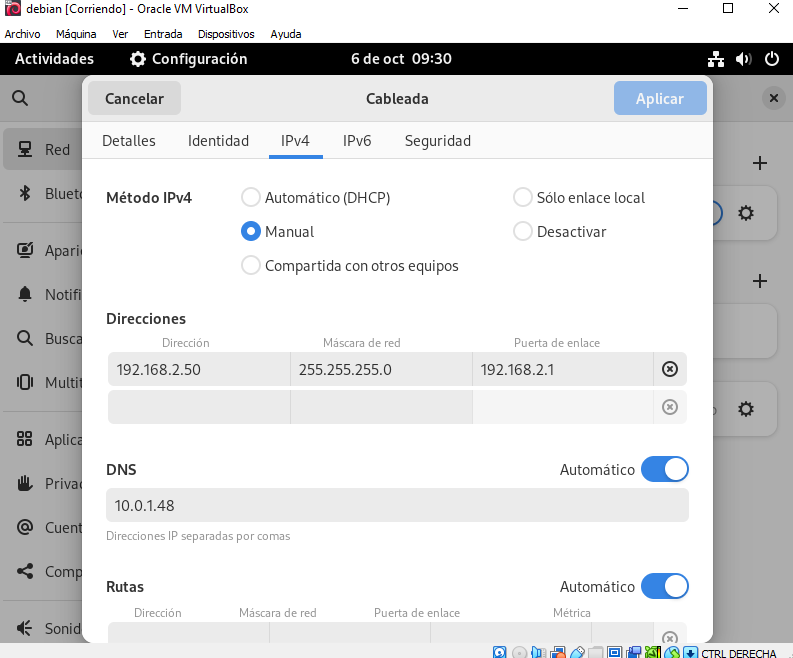 debian [Corriendo] - Oracle VM VirtualBox
Archivo Máquina Ver Entrada Dispositivos Ayuda
Actividades Configuración 6 de oct 09:30
Cancelar Cableada Aplicar
Detalles Identidad IPv4 IPv6 Seguridad
Red
Método IPv4 Automático (DHCP) Sólo enlace local
Manual Desactivar
Compartida con otros equipos
Direcciones
Dirección Máscara de red Puerta de enlace
192.168.2.50 255.255.255.0 192.168.2.1
DNS Automático
10.0.1.48
Direcciones IP separadas por comas
Rutas Automático
Dirección Máscara de red Puerta de enlace Métrica
Bluet
Apari
Notifi
Busca
Multit
Aplica
Privac
Cuent
Comp
Sonid
CTRL DERECHA